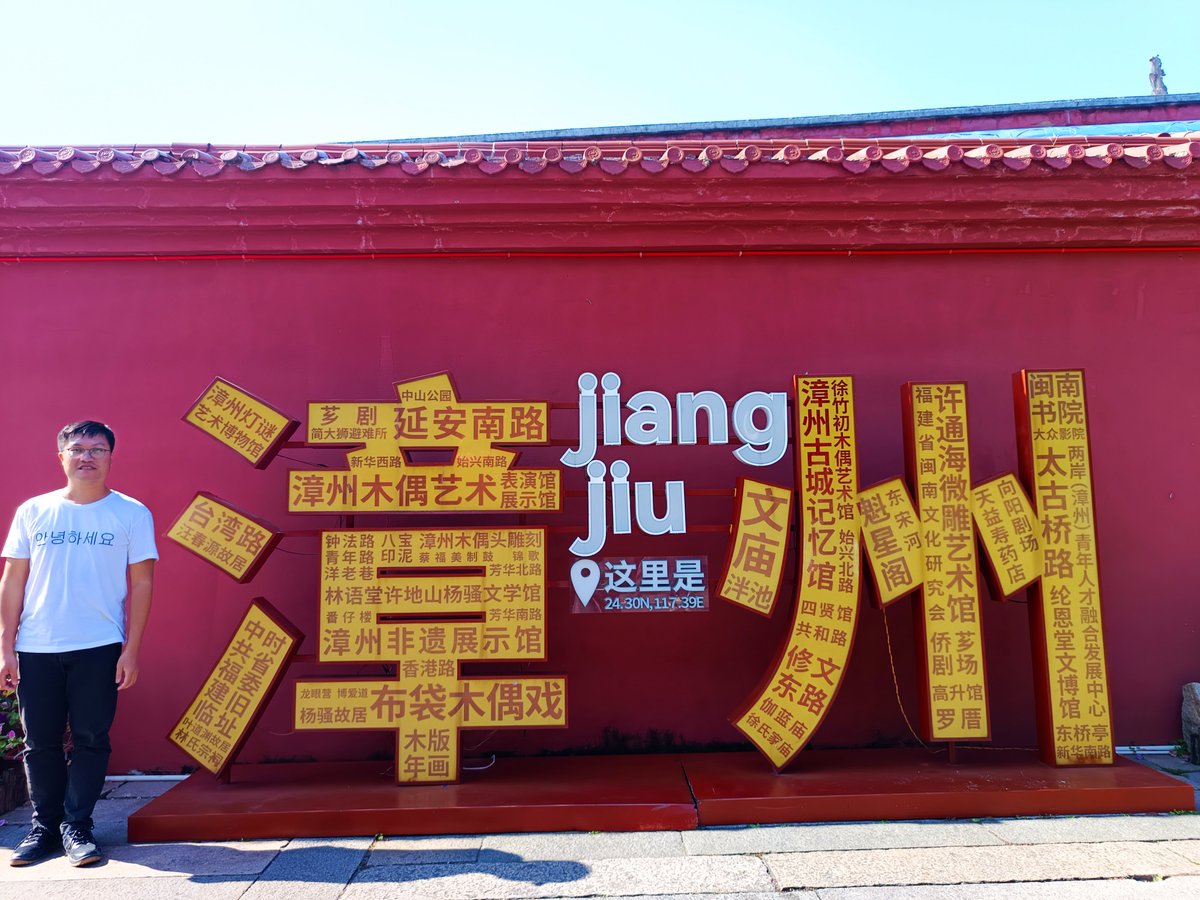 안녕하세요
漳州灯谜
艺术博物馆
台湾路
汪春源故居
中共福建临
时省委旧址
叶道渊故居
林氏宗祠
中山公园
芗剧
简大狮避难所
延安南路
新华西路
始兴南路
漳州木偶艺术
表演馆
展示馆
钟法路
八宝
漳州木偶头雕刻
青年路
印泥
蔡福美制鼓
锦歌
洋老巷
芳华北路
林语堂许地山杨骚文学馆
番仔楼
芳华南路
漳州非遗展示馆
香港路
龙眼营
博爱道
杨骚故居
布袋木偶戏
木版
年画
jiang
jiu
这里是
24.30N,117.39E
文庙
泮池
漳州古城记忆馆
徐竹初木偶艺术馆
始兴北路
四贤馆
共和路
修文
东路
伽蓝庙
徐氏家庙
魁星阁
东宋河
福建省闽南文化研究会
许通海微雕艺术馆
侨芗
剧场
高升馆
罗厝
天益寿药店
向阳剧场
闽南
书院
大众影院
太古桥路
两岸（漳州）青年人才融合发展中心
纶恩堂文博馆
东桥亭
新华南路